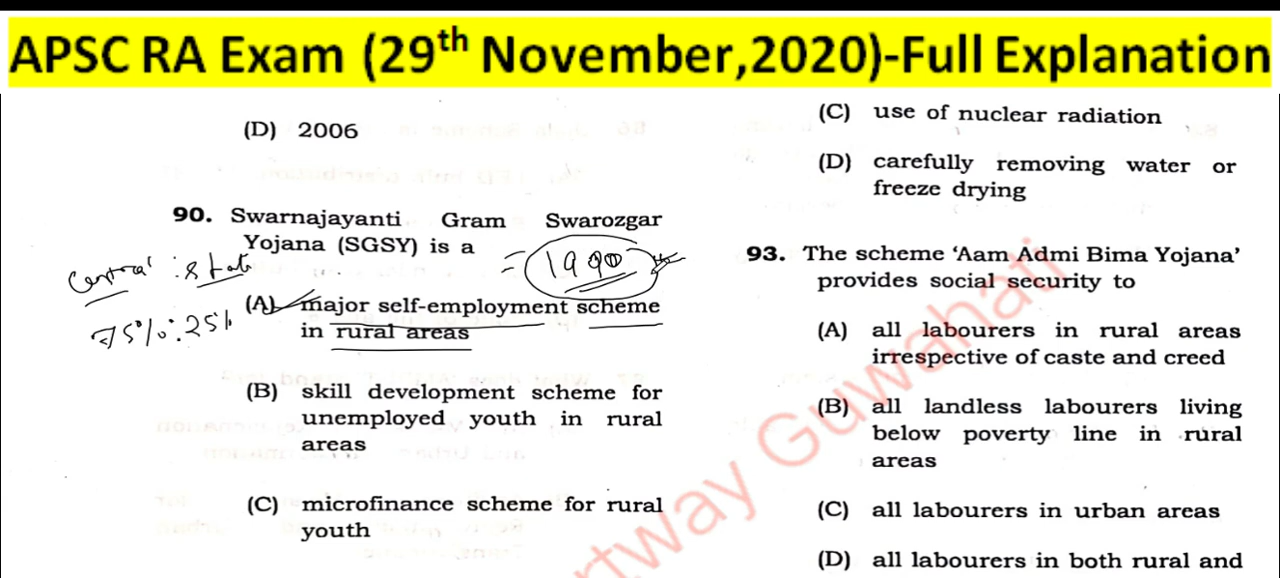 APSC RA Exam (29th November,2020)-Full Explanation
(D) 2006
90. Swarnajayanti Gram Swarozgar
Yojana (SGSY) is a
= 1990
Central : State
75%:25%
(A) major self-employment scheme
in rural areas
(B) skill development scheme for
unemployed youth in rural
areas
(C) microfinance scheme for rural
youth
(C) use of nuclear radiation
(D) carefully removing water or
freeze drying
93. The scheme ‘Aam Admi Bima Yojana’
provides social security to
(A) all labourers in rural areas
irrespective of caste and creed
(B) all landless labourers living
below poverty line in rural
areas
(C) all labourers in urban areas
(D) all labourers in both rural and
rtway Guwahati